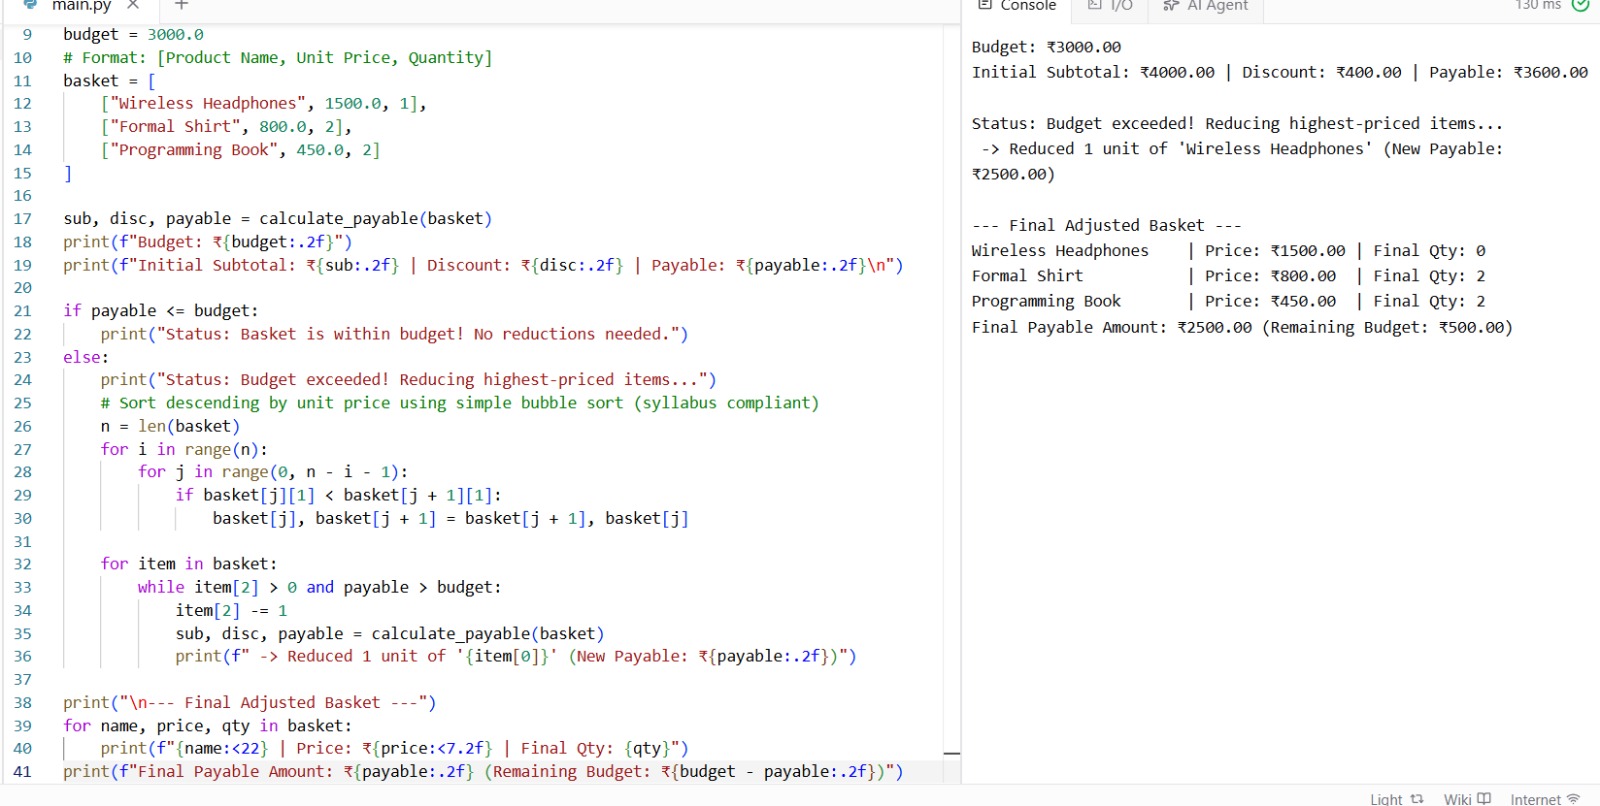 main.py × +
Console I/O AI Agent 130 ms
9 budget = 3000.0
10 # Format: [Product Name, Unit Price, Quantity]
11 basket = [
12 ["Wireless Headphones", 1500.0, 1],
13 ["Formal Shirt", 800.0, 2],
14 ["Programming Book", 450.0, 2]
15 ]
16
17 sub, disc, payable = calculate_payable(basket)
18 print(f"Budget: ₹{budget:.2f}")
19 print(f"Initial Subtotal: ₹{sub:.2f} | Discount: ₹{disc:.2f} | Payable: ₹{payable:.2f}\n")
20
21 if payable <= budget:
22 print("Status: Basket is within budget! No reductions needed.")
23 else:
24 print("Status: Budget exceeded! Reducing highest-priced items...")
25 # Sort descending by unit price using simple bubble sort (syllabus compliant)
26 n = len(basket)
27 for i in range(n):
28 for j in range(0, n - i - 1):
29 if basket[j][1] < basket[j + 1][1]:
30 basket[j], basket[j + 1] = basket[j + 1], basket[j]
31
32 for item in basket:
33 while item[2] > 0 and payable > budget:
34 item[2] -= 1
35 sub, disc, payable = calculate_payable(basket)
36 print(f" -> Reduced 1 unit of '{item[0]}' (New Payable: ₹{payable:.2f})")
37
38 print("\n--- Final Adjusted Basket ---")
39 for name, price, qty in basket:
40 print(f"{name:<22} | Price: ₹{price:<7.2f} | Final Qty: {qty}")
41 print(f"Final Payable Amount: ₹{payable:.2f} (Remaining Budget: ₹{budget - payable:.2f})")
Budget: ₹3000.00
Initial Subtotal: ₹4000.00 | Discount: ₹400.00 | Payable: ₹3600.00
Status: Budget exceeded! Reducing highest-priced items...
-> Reduced 1 unit of 'Wireless Headphones' (New Payable:
₹2500.00)
--- Final Adjusted Basket ---
Wireless Headphones | Price: ₹1500.00 | Final Qty: 0
Formal Shirt | Price: ₹800.00 | Final Qty: 2
Programming Book | Price: ₹450.00 | Final Qty: 2
Final Payable Amount: ₹2500.00 (Remaining Budget: ₹500.00)
Light Wiki Internet